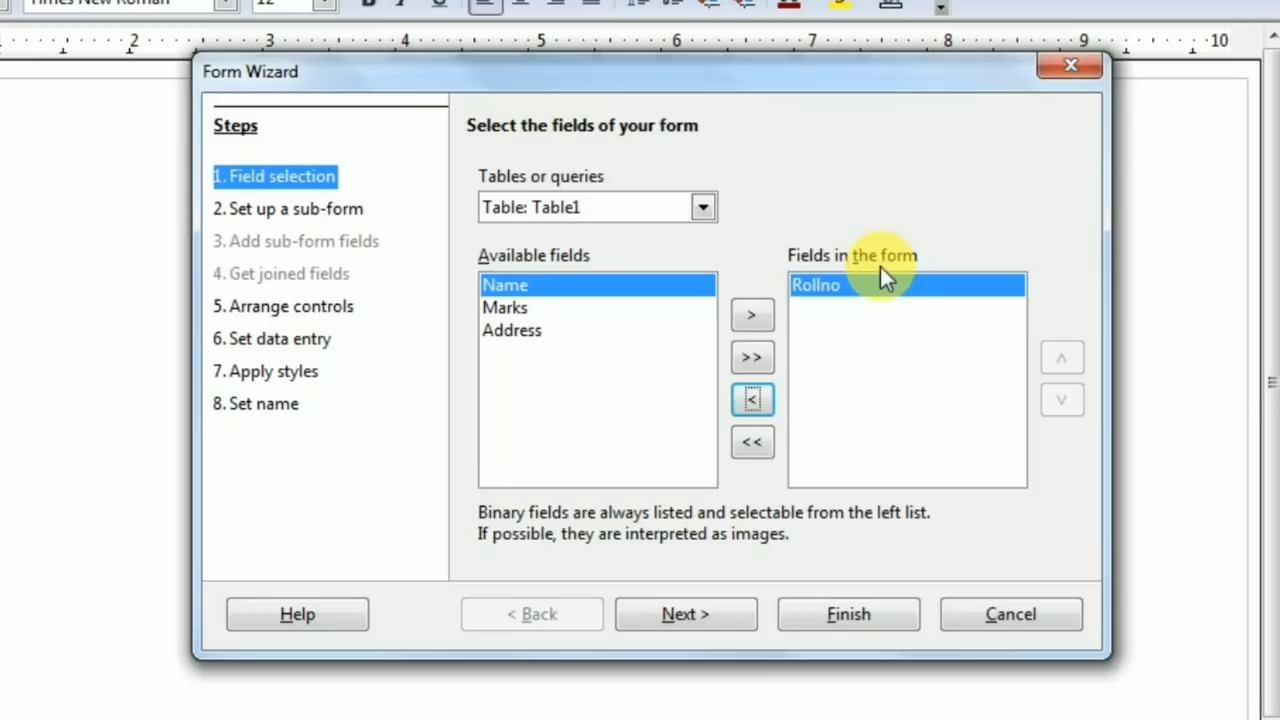 Times New Roman 12
2 3 4 5 6 7 8 9 10
Form Wizard
Steps
1. Field selection
2. Set up a sub-form
3. Add sub-form fields
4. Get joined fields
5. Arrange controls
6. Set data entry
7. Apply styles
8. Set name
Select the fields of your form
Tables or queries
Table: Table1
Available fields
Name
Marks
Address
>
>>
<
<<
Fields in the form
Rollno
Binary fields are always listed and selectable from the left list.
If possible, they are interpreted as images.
Help
< Back
Next >
Finish
Cancel